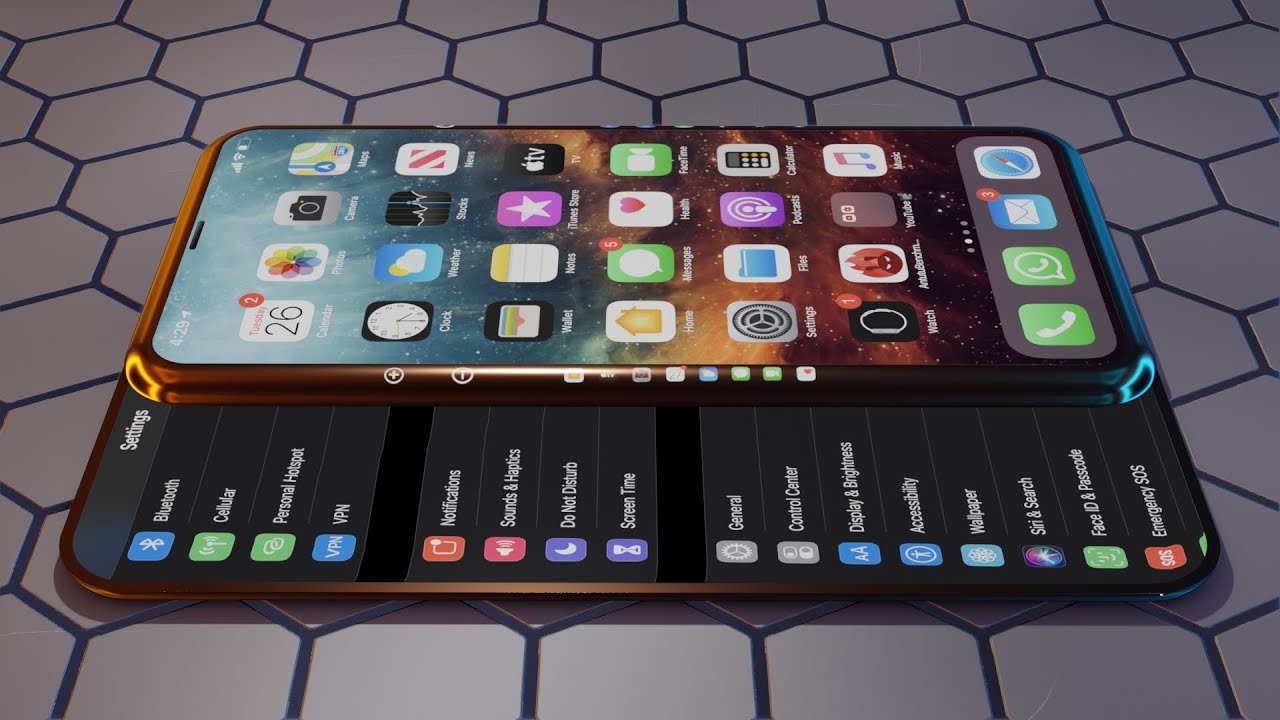 4:29
2
Tuesday
26
Calendar Photos Camera Maps
Clock Weather Stocks News
tv
Wallet Notes iTunes Store TV
5
Home Messages Health FaceTime
Settings Files Podcasts Calculator
1
Watch AntutuBenchm... YouTube Music
3
Settings
Bluetooth
Cellular
Personal Hotspot
VPN VPN
Notifications
Sounds & Haptics
Do Not Disturb
Screen Time
General
Control Center
AA Display & Brightness
Accessibility
Wallpaper
Siri & Search
Face ID & Passcode
SOS Emergency SOS